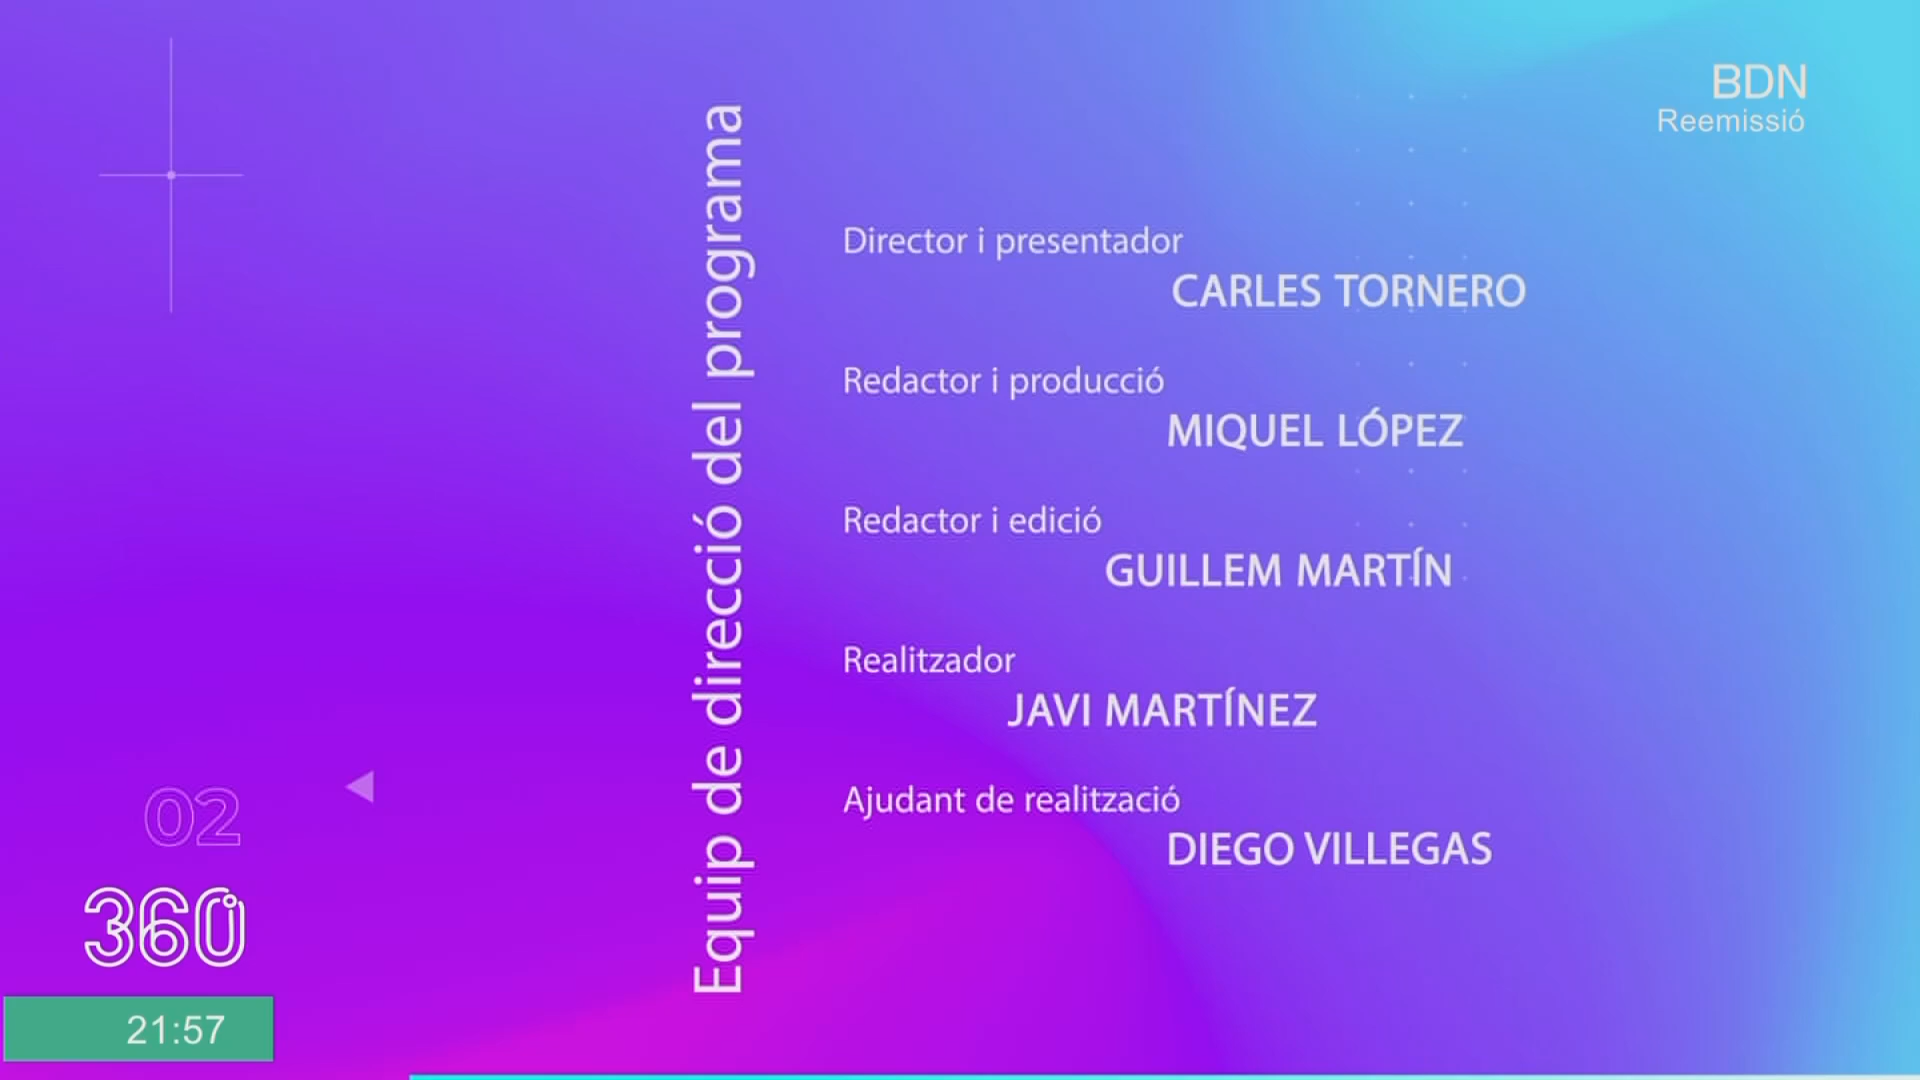 BDN
Reemissió
Equip de direcció del programa
Director i presentador
CARLES TORNERO
Redactor i producció
MIQUEL LÓPEZ
Redactor i edició
GUILLEM MARTÍN
Realitzador
JAVI MARTÍNEZ
Ajudant de realització
DIEGO VILLEGAS
02
360°
21:57